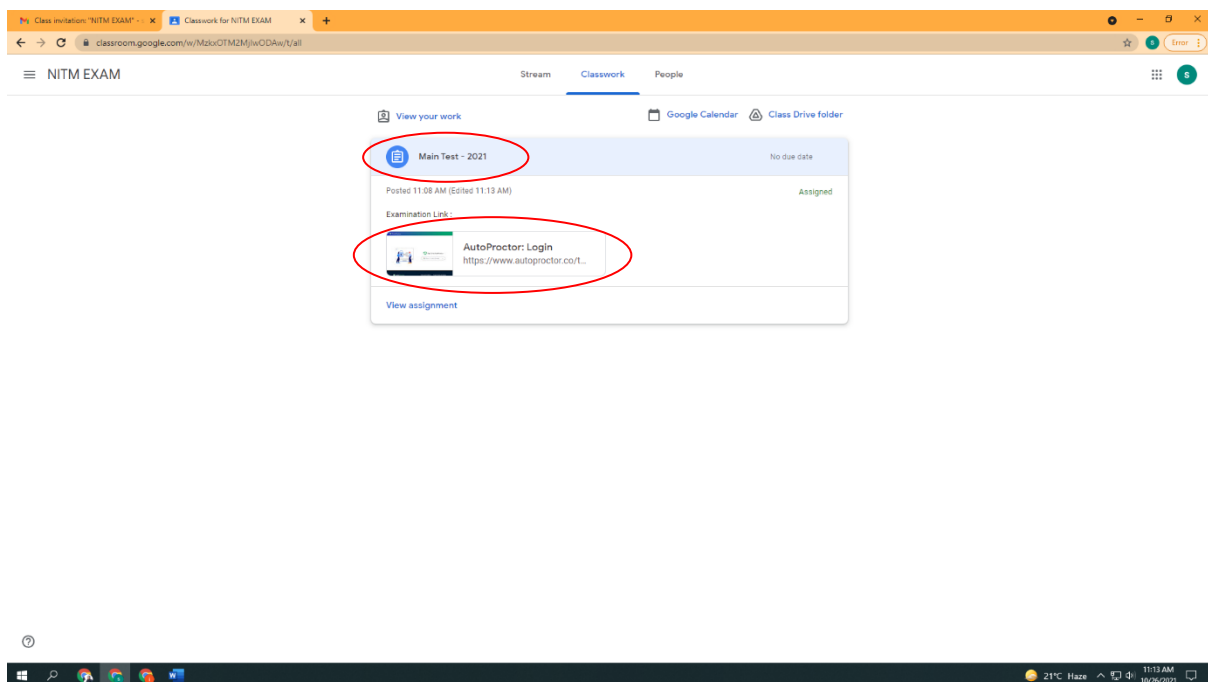 Class invitation: "NITM EXAM" -
Classwork for NITM EXAM
classroom.google.com/w/MzkxOTM2MjIwODAw/t/all
Error
NITM EXAM
Stream
Classwork
People
S
View your work
Google Calendar
Class Drive folder
Main Test - 2021
No due date
Posted 11:08 AM (Edited 11:13 AM)
Assigned
Examination Link :
AutoProctor: Login
https://www.autoproctor.co/t...
View assignment
21°C Haze
11:13 AM
10/26/2021